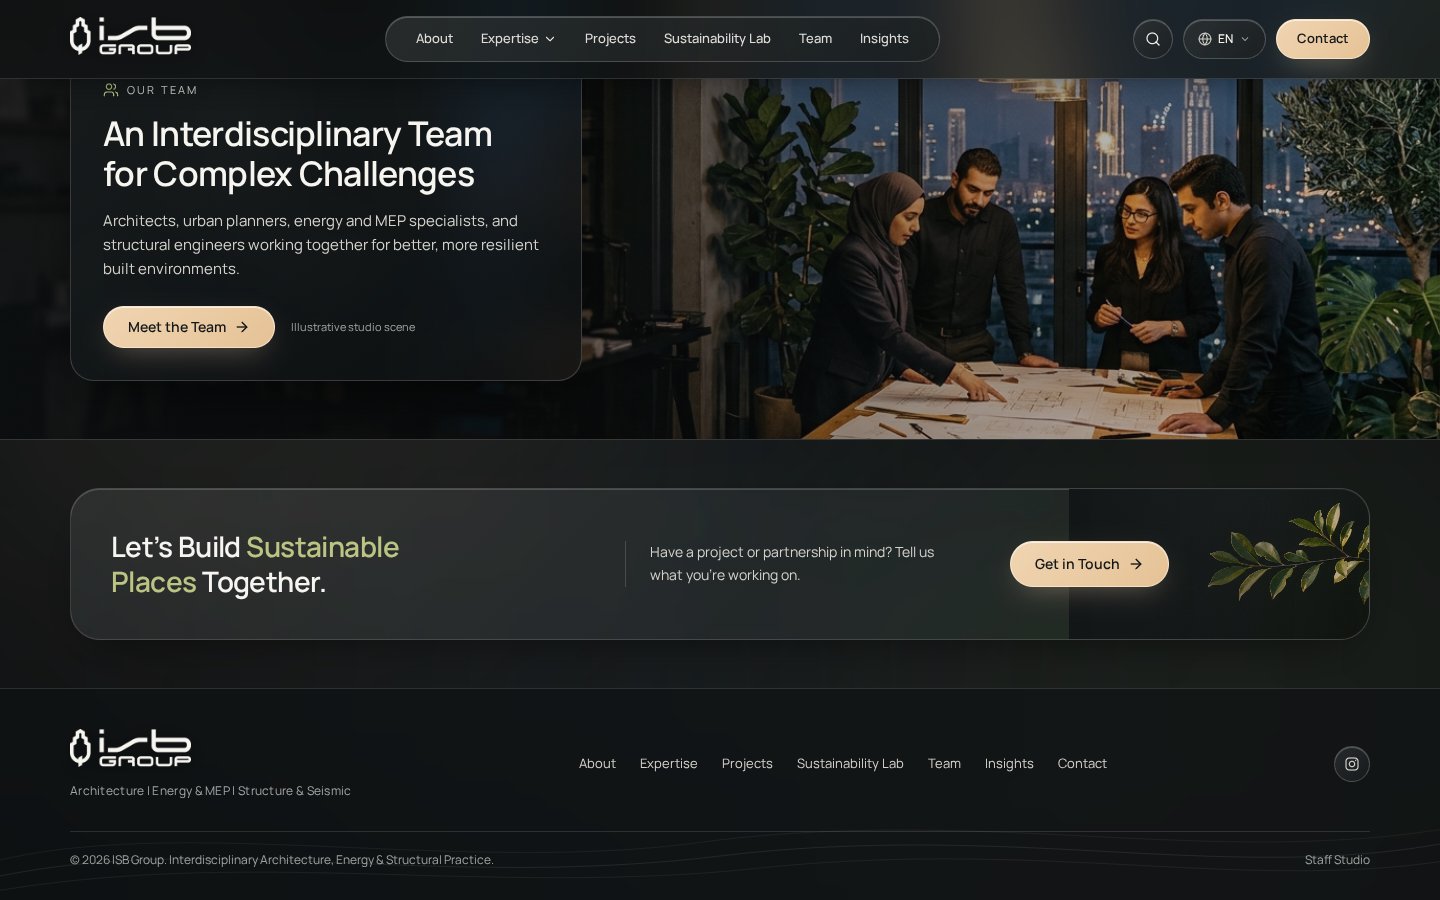 isb
GROUP
About
Expertise
Projects
Sustainability Lab
Team
Insights
EN
Contact
OUR TEAM
An Interdisciplinary Team
for Complex Challenges
Architects, urban planners, energy and MEP specialists, and
structural engineers working together for better, more resilient
built environments.
Meet the Team
Illustrative studio scene
Let’s Build Sustainable
Places Together.
Have a project or partnership in mind? Tell us
what you’re working on.
Get in Touch
isb
GROUP
Architecture | Energy & MEP | Structure & Seismic
About
Expertise
Projects
Sustainability Lab
Team
Insights
Contact
© 2026 ISB Group. Interdisciplinary Architecture, Energy & Structural Practice.
Staff Studio